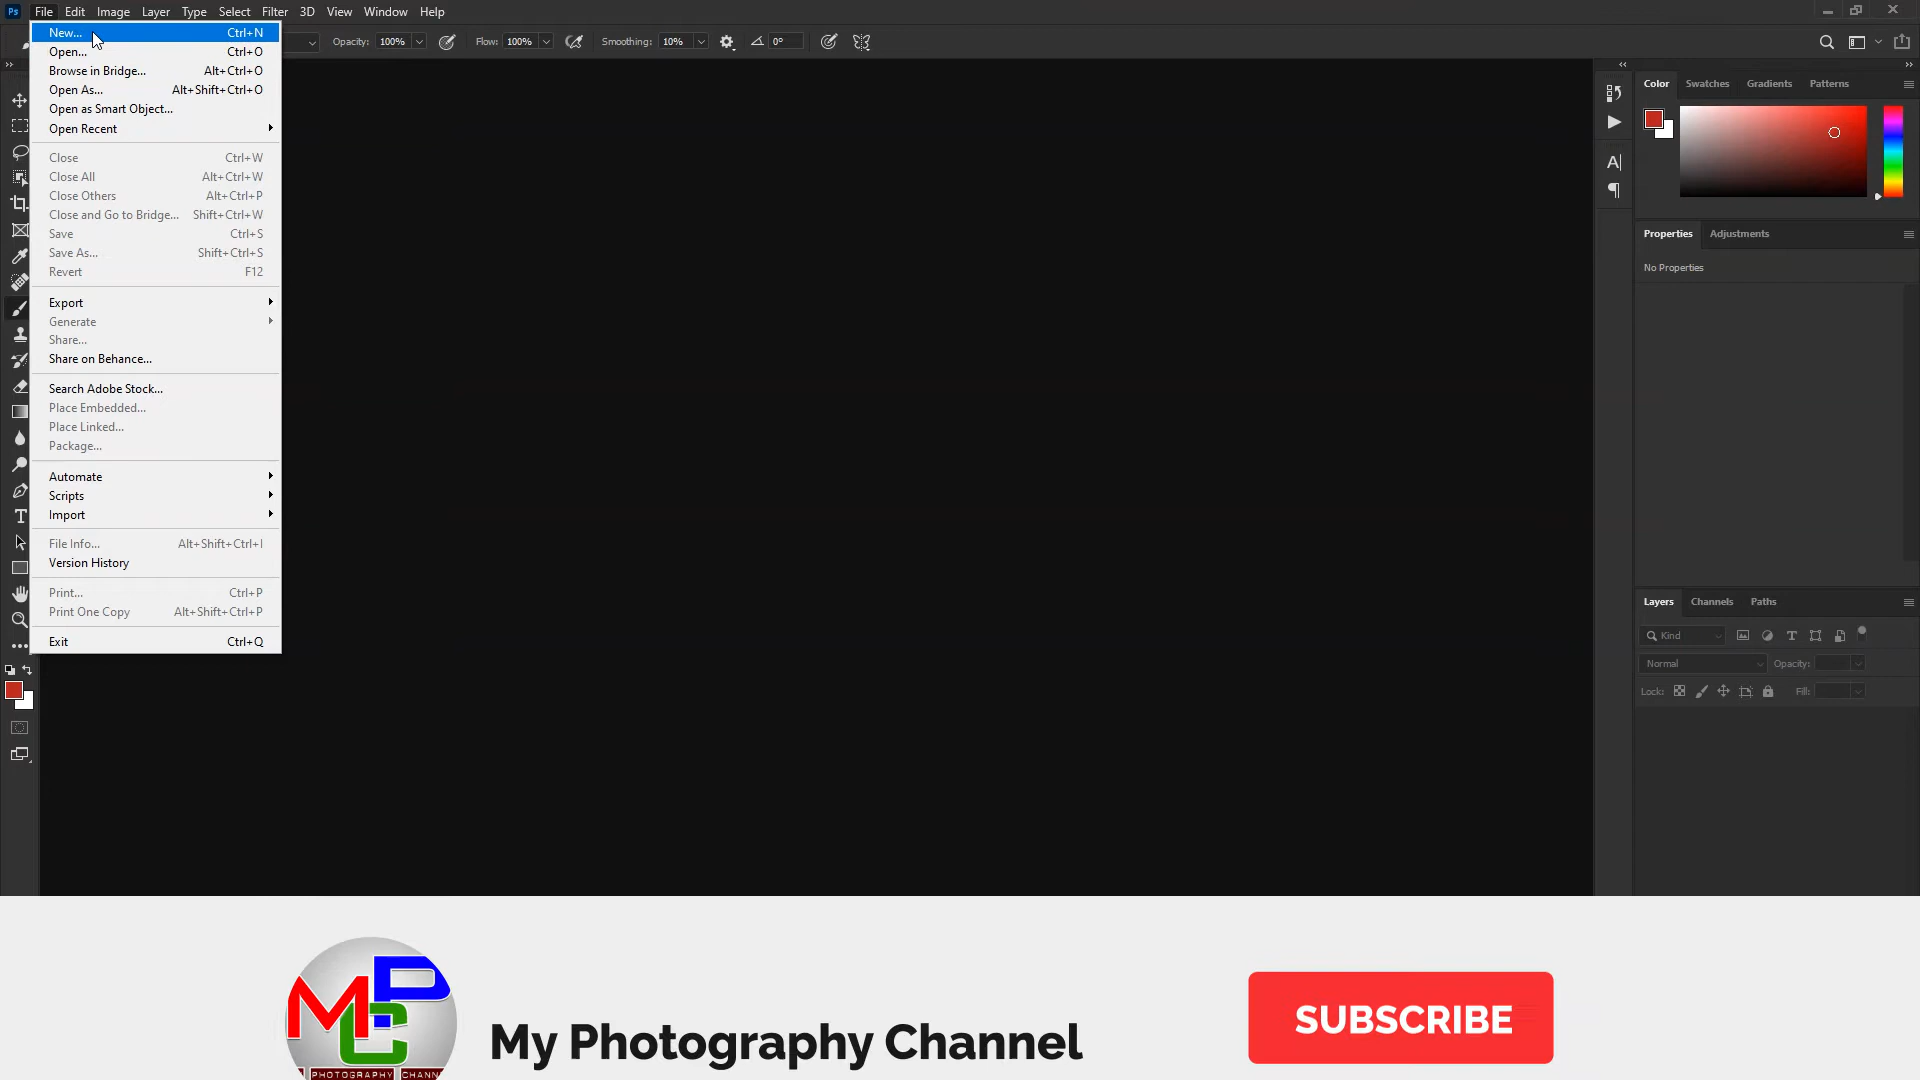 Ps File Edit Image Layer Type Select Filter 3D View Window Help
Opacity: 100% Flow: 100% Smoothing: 10% 0°
New... Ctrl+N
Open... Ctrl+O
Browse in Bridge... Alt+Ctrl+O
Open As... Alt+Shift+Ctrl+O
Open as Smart Object...
Open Recent
Close Ctrl+W
Close All Alt+Ctrl+W
Close Others Alt+Ctrl+P
Close and Go to Bridge... Shift+Ctrl+W
Save Ctrl+S
Save As... Shift+Ctrl+S
Revert F12
Export
Generate
Share...
Share on Behance...
Search Adobe Stock...
Place Embedded...
Place Linked...
Package...
Automate
Scripts
Import
File Info... Alt+Shift+Ctrl+I
Version History
Print... Ctrl+P
Print One Copy Alt+Shift+Ctrl+P
Exit Ctrl+Q
Color Swatches Gradients Patterns
Properties Adjustments
No Properties
Layers Channels Paths
Kind
Normal Opacity:
Lock: Fill:
MPC
PHOTOGRAPHY CHANN
My Photography Channel
SUBSCRIBE